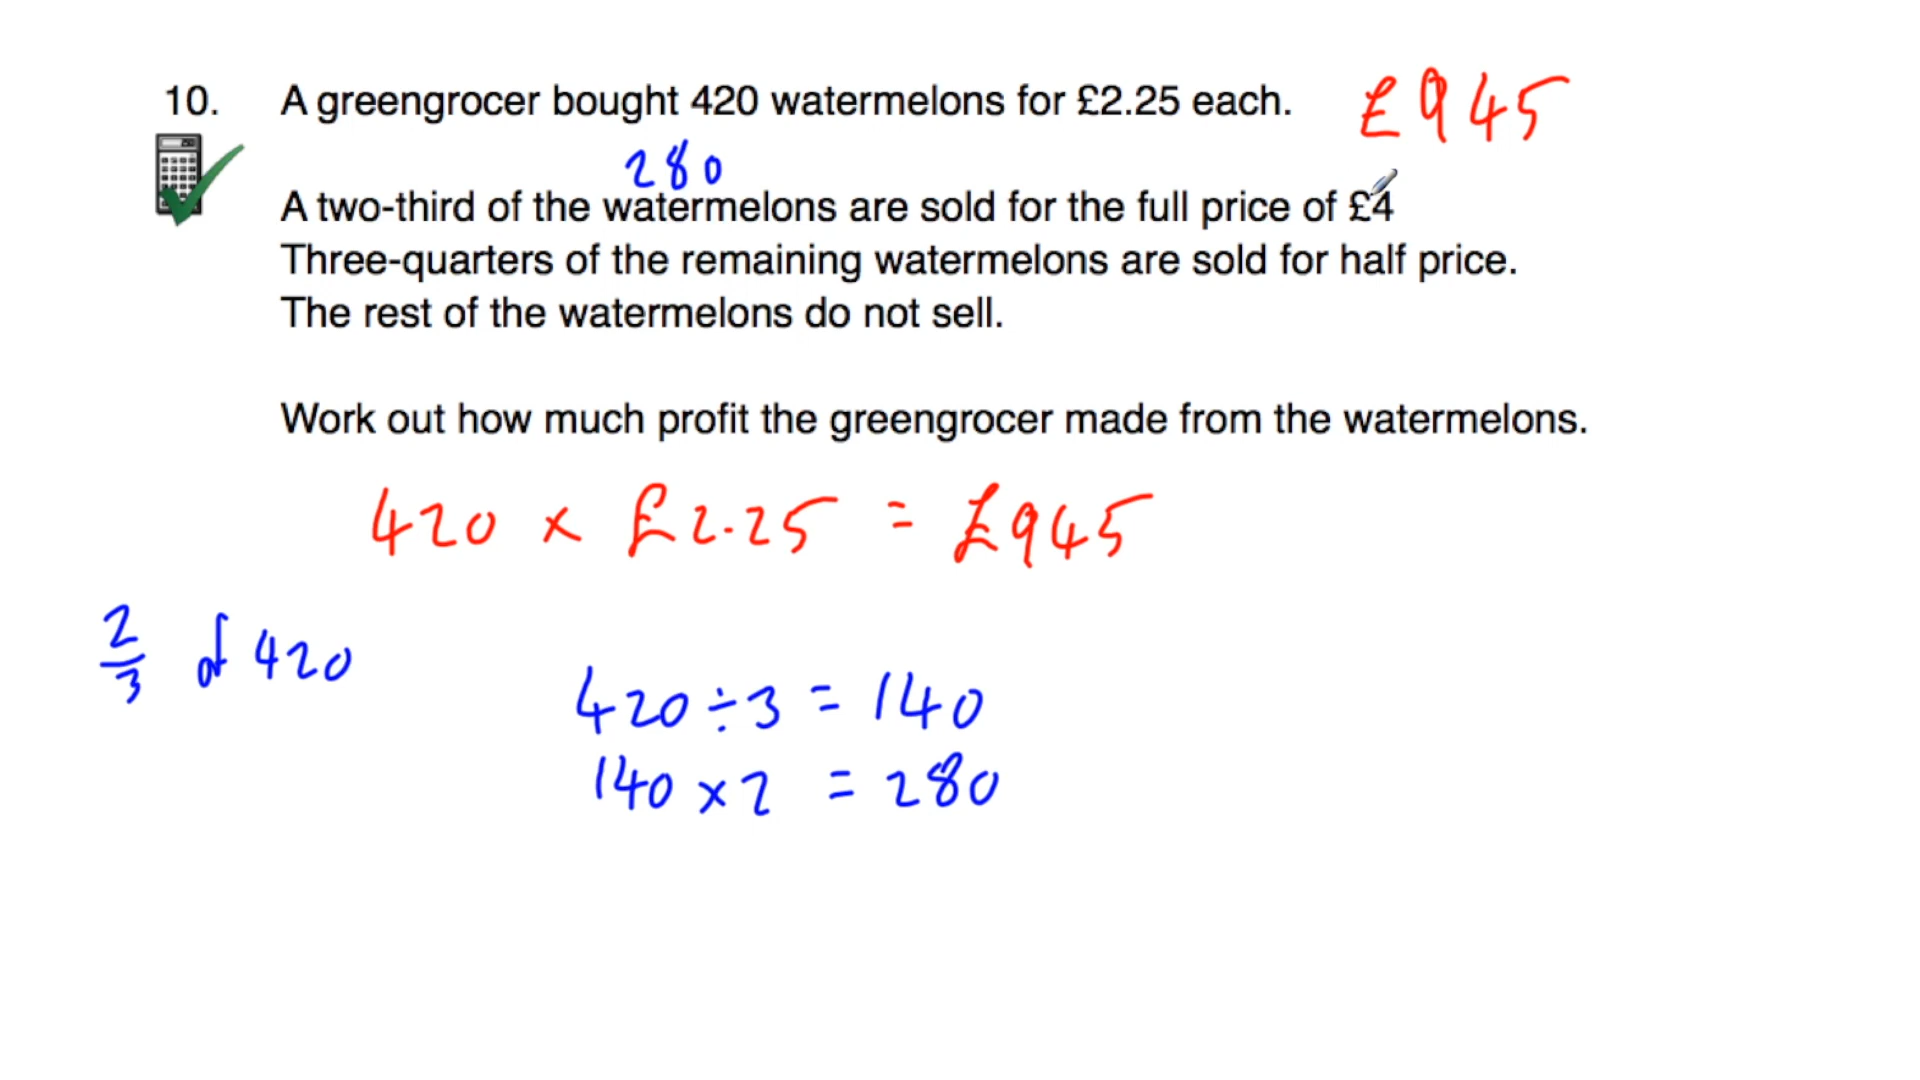 10. A greengrocer bought 420 watermelons for £2.25 each. £945
280
A two-third of the watermelons are sold for the full price of £4
Three-quarters of the remaining watermelons are sold for half price.
The rest of the watermelons do not sell.
Work out how much profit the greengrocer made from the watermelons.
420 × £2.25 = £945
2/3 of 420
420 ÷ 3 = 140
140 × 2 = 280